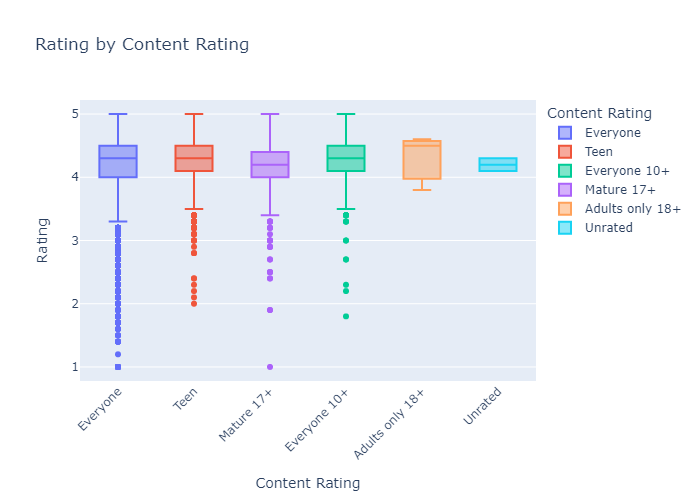 Rating by Content Rating
5
4
3
2
1
Rating
Everyone
Teen
Mature 17+
Everyone 10+
Adults only 18+
Unrated
Content Rating
Content Rating
Everyone
Teen
Everyone 10+
Mature 17+
Adults only 18+
Unrated